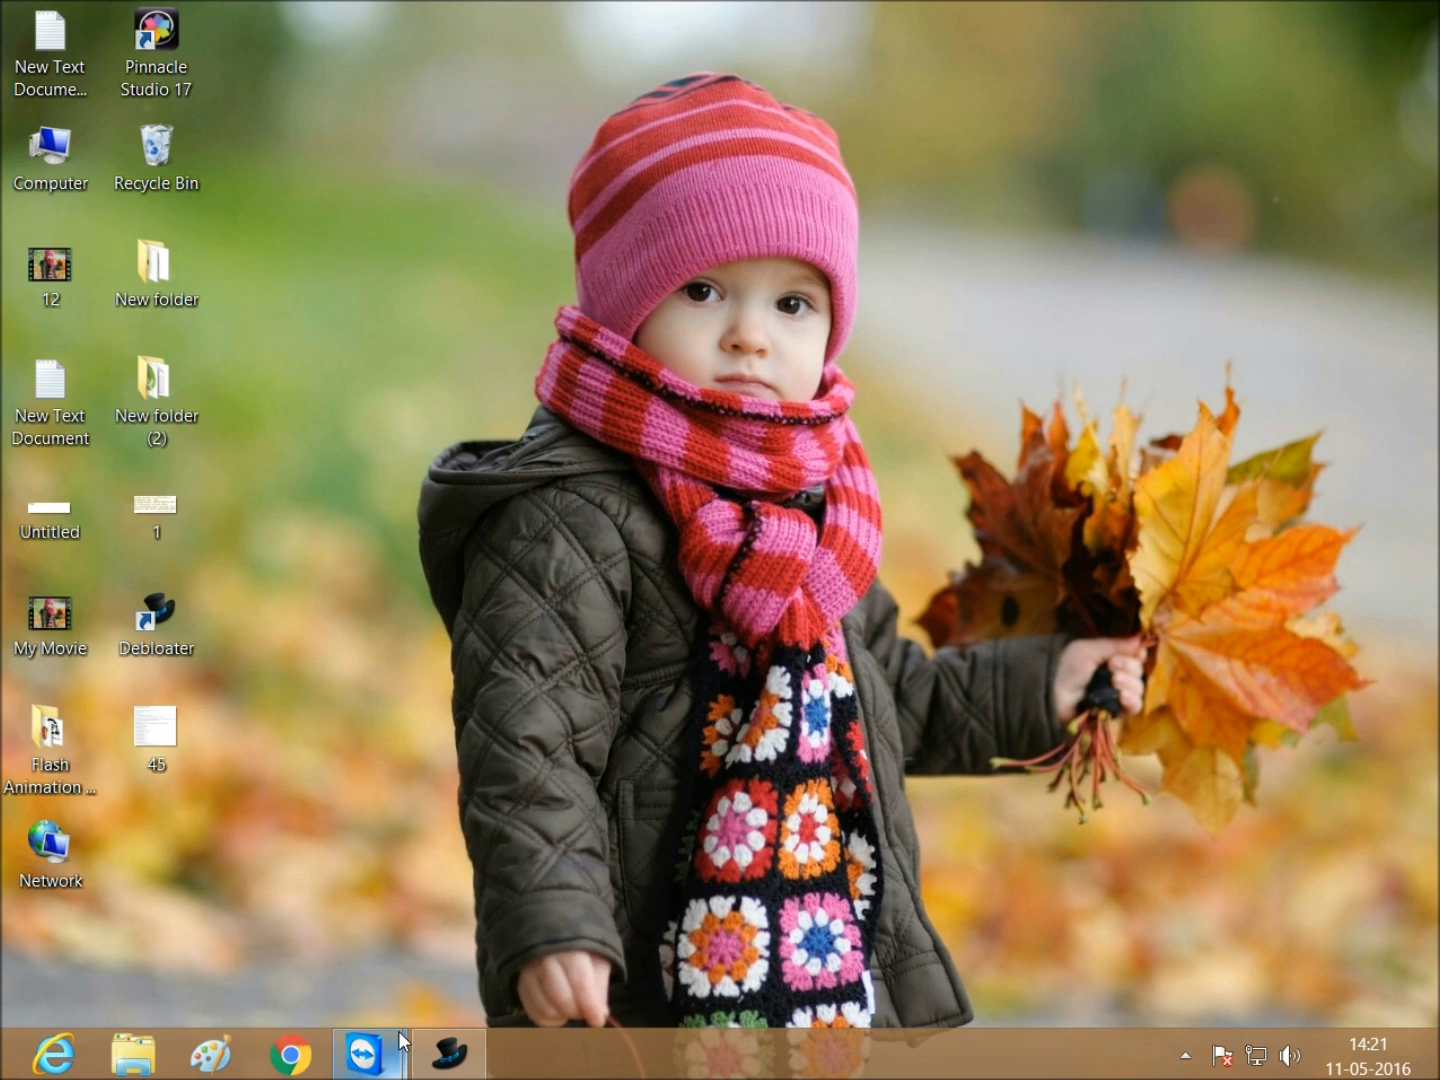 New Text
Docume...
Pinnacle
Studio 17
Computer
Recycle Bin
12
New folder
New Text
Document
New folder
(2)
Untitled
1
My Movie
Debloater
Flash
Animation ...
45
Network
14:21
11-05-2016